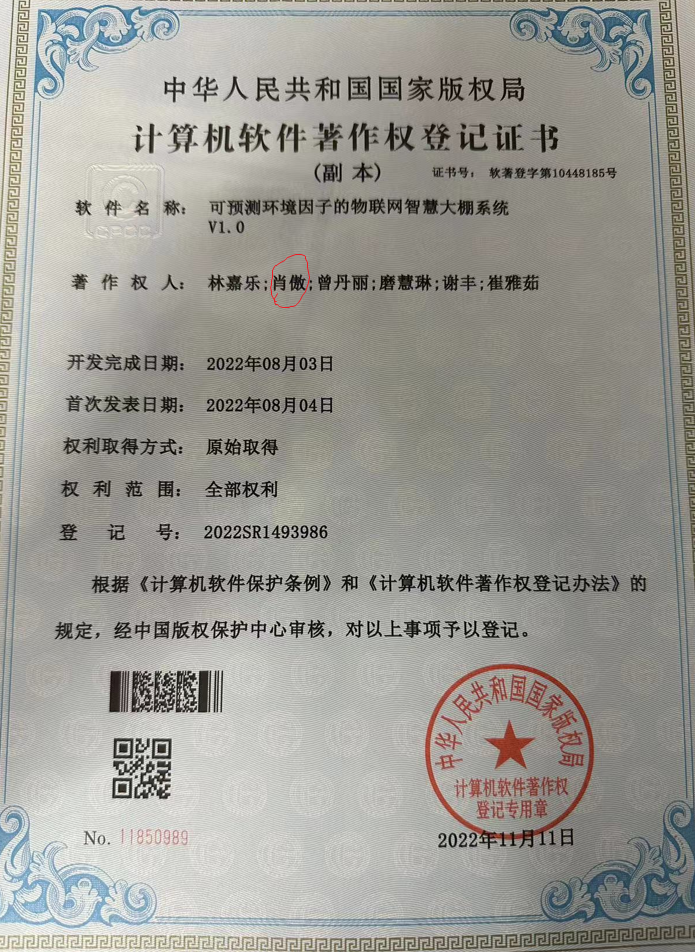 中华人民共和国国家版权局
计算机软件著作权登记证书
(副本)
证书号： 软著登字第10448185号
CPCC
软件名称： 可预测环境因子的物联网智慧大棚系统
V1.0
著作权人： 林嘉乐;肖傲;曾丹丽;磨慧琳;谢丰;崔雅茹
开发完成日期： 2022年08月03日
首次发表日期： 2022年08月04日
权利取得方式： 原始取得
权利范围： 全部权利
登记号： 2022SR1493986
根据《计算机软件保护条例》和《计算机软件著作权登记办法》的
规定，经中国版权保护中心审核，对以上事项予以登记。
中华人民共和国国家版权局
计算机软件著作权
登记专用章
No. 11850989
2022年11月11日